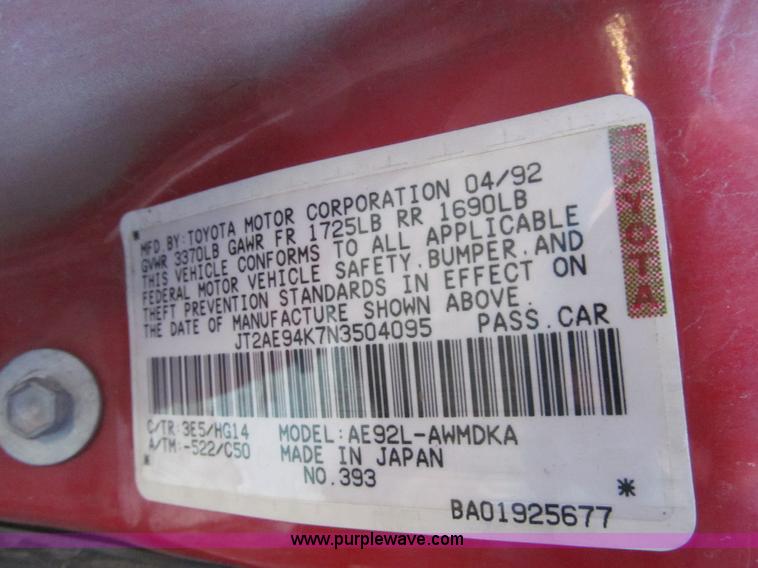 MFD.BY:TOYOTA MOTOR CORPORATION 04/92
GVWR 3370LB GAWR FR 1725LB RR 1690LB
THIS VEHICLE CONFORMS TO ALL APPLICABLE
FEDERAL MOTOR VEHICLE SAFETY,BUMPER,AND
THEFT PREVENTION STANDARDS IN EFFECT ON
THE DATE OF MANUFACTURE SHOWN ABOVE.
JT2AE94K7N3504095 PASS.CAR
C/TR:3E5/HG14 MODEL:AE92L-AWMDKA
A/TM:-522/C50 MADE IN JAPAN
NO.393
BA01925677
TOYOTA
www.purplewave.com